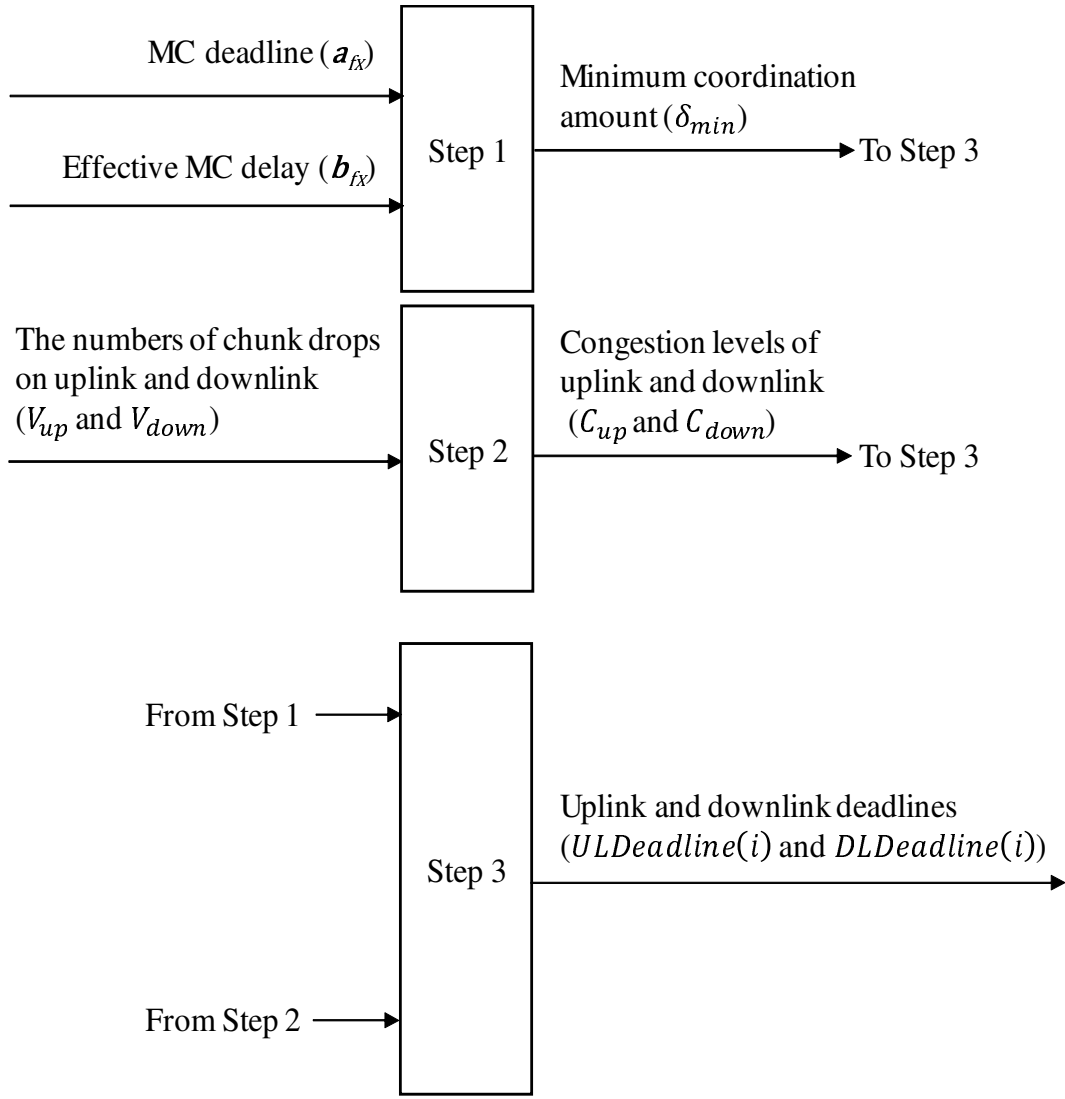 MC deadline (a_fx)
Effective MC delay (b_fx)
Step 1
Minimum coordination
amount (δ_min)
To Step 3
The numbers of chunk drops
on uplink and downlink
(V_up and V_down)
Step 2
Congestion levels of
uplink and downlink
(C_up and C_down)
To Step 3
From Step 1
From Step 2
Step 3
Uplink and downlink deadlines
(ULDeadline(i) and DLDeadline(i))